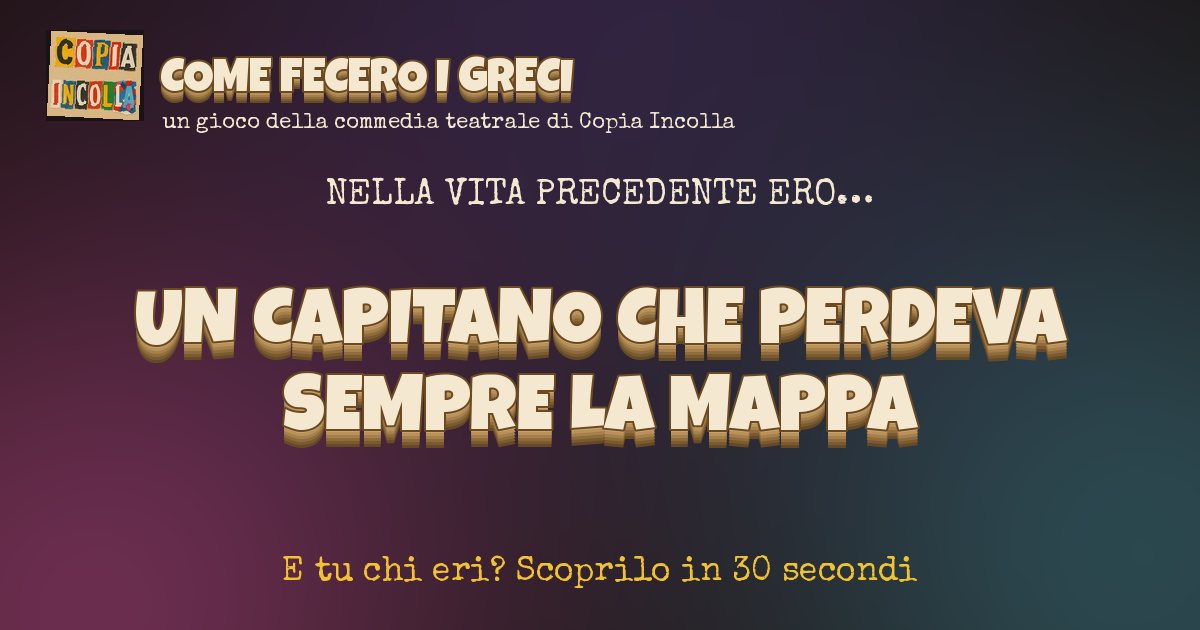 COPIA
INCOLLA
COME FECERO I GRECI
un gioco della commedia teatrale di Copia Incolla
NELLA VITA PRECEDENTE ERO...
UN CAPITANO CHE PERDEVA
SEMPRE LA MAPPA
E tu chi eri? Scoprilo in 30 secondi